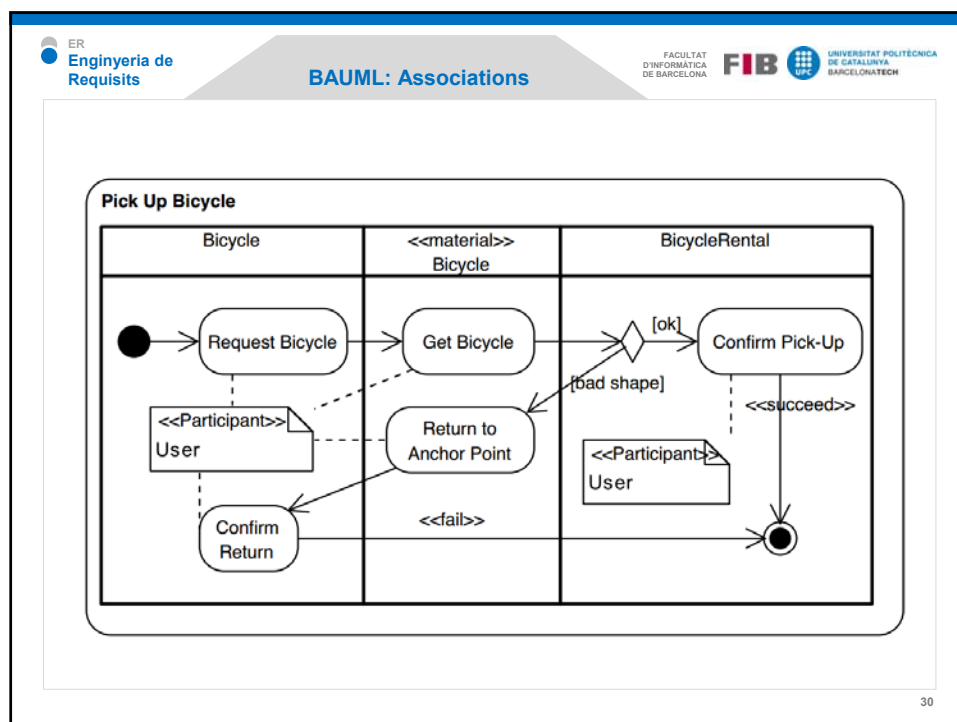 ER
Enginyeria de
Requisits
BAUML: Associations
FACULTAT
D'INFORMÀTICA
DE BARCELONA
FIB
UPC
UNIVERSITAT POLITÈCNICA
DE CATALUNYA
BARCELONATECH
Pick Up Bicycle
Bicycle
<<material>>
Bicycle
BicycleRental
Request Bicycle
Get Bicycle
[ok]
Confirm Pick-Up
[bad shape]
<<succeed>>
<<Participant>>
User
Return to
Anchor Point
<<Participant>>
User
Confirm
Return
<<fail>>
30